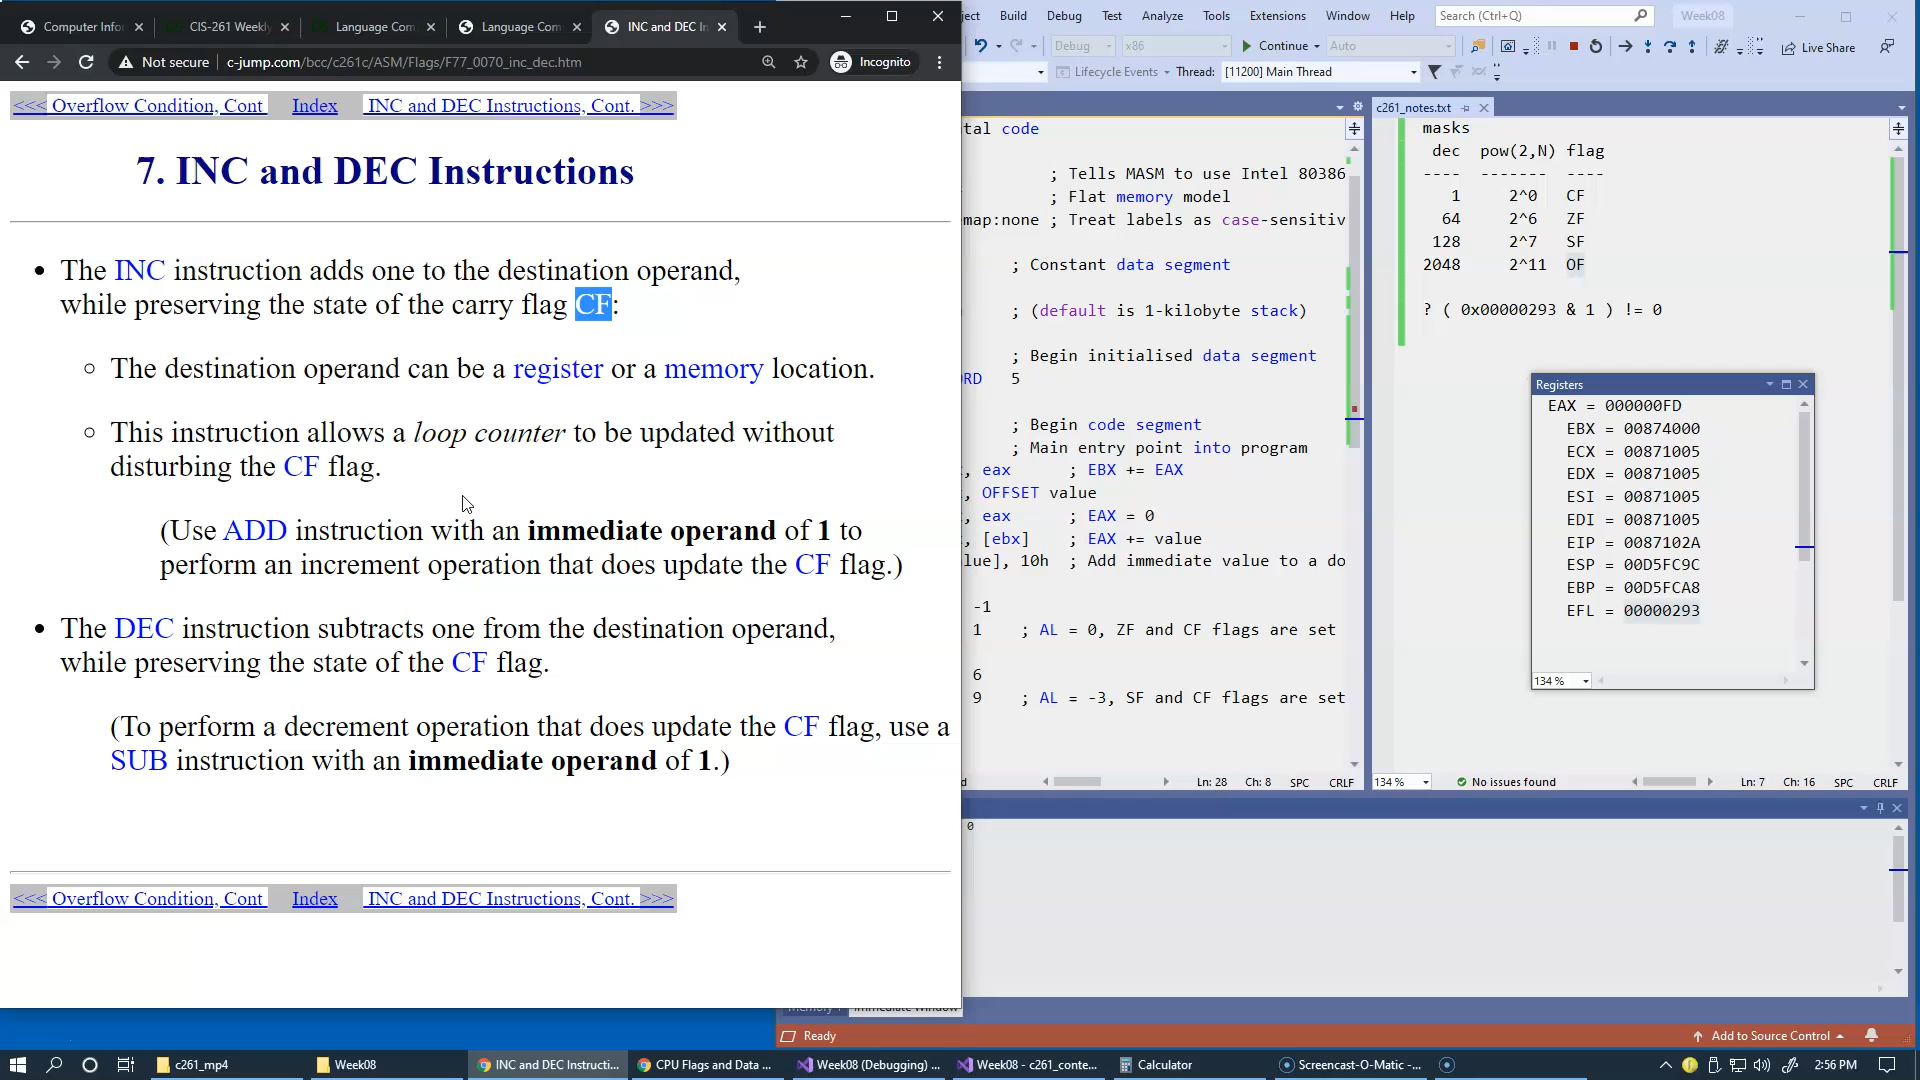 Computer Info
CIS-261 Weekly
Language Com
Language Com
INC and DEC In
Not secure
c-jump.com/bcc/c261c/ASM/Flags/F77_0070_inc_dec.htm
Incognito
<<< Overflow Condition, Cont Index INC and DEC Instructions, Cont. >>>
7. INC and DEC Instructions
The INC instruction adds one to the destination operand,
while preserving the state of the carry flag CF:
The destination operand can be a register or a memory location.
This instruction allows a loop counter to be updated without
disturbing the CF flag.
(Use ADD instruction with an immediate operand of 1 to
perform an increment operation that does update the CF flag.)
The DEC instruction subtracts one from the destination operand,
while preserving the state of the CF flag.
(To perform a decrement operation that does update the CF flag, use a
SUB instruction with an immediate operand of 1.)
<<< Overflow Condition, Cont Index INC and DEC Instructions, Cont. >>>
ject Build Debug Test Analyze Tools Extensions Window Help Search (Ctrl+Q) Week08
Debug x86 Continue Auto Live Share
Lifecycle Events Thread: [11200] Main Thread
tal code
; Tells MASM to use Intel 80386
; Flat memory model
map:none ; Treat labels as case-sensitiv
; Constant data segment
; (default is 1-kilobyte stack)
; Begin initialised data segment
RD 5
; Begin code segment
; Main entry point into program
, eax ; EBX += EAX
, OFFSET value
, eax ; EAX = 0
, [ebx] ; EAX += value
lue], 10h ; Add immediate value to a do
-1
1 ; AL = 0, ZF and CF flags are set
6
9 ; AL = -3, SF and CF flags are set
Ln: 28 Ch: 8 SPC CRLF
c261_notes.txt
masks
dec pow(2,N) flag
---- ------- ----
1 2^0 CF
64 2^6 ZF
128 2^7 SF
2048 2^11 OF
? ( 0x00000293 & 1 ) != 0
Registers
EAX = 000000FD
EBX = 00874000
ECX = 00871005
EDX = 00871005
ESI = 00871005
EDI = 00871005
EIP = 0087102A
ESP = 00D5FC9C
EBP = 00D5FCA8
EFL = 00000293
134 %
134 % No issues found Ln: 7 Ch: 16 SPC CRLF
0
Ready Add to Source Control
c261_mp4
Week08
INC and DEC Instructi...
CPU Flags and Data ...
Week08 (Debugging) ...
Week08 - c261_conte...
Calculator
Screencast-O-Matic -...
2:56 PM